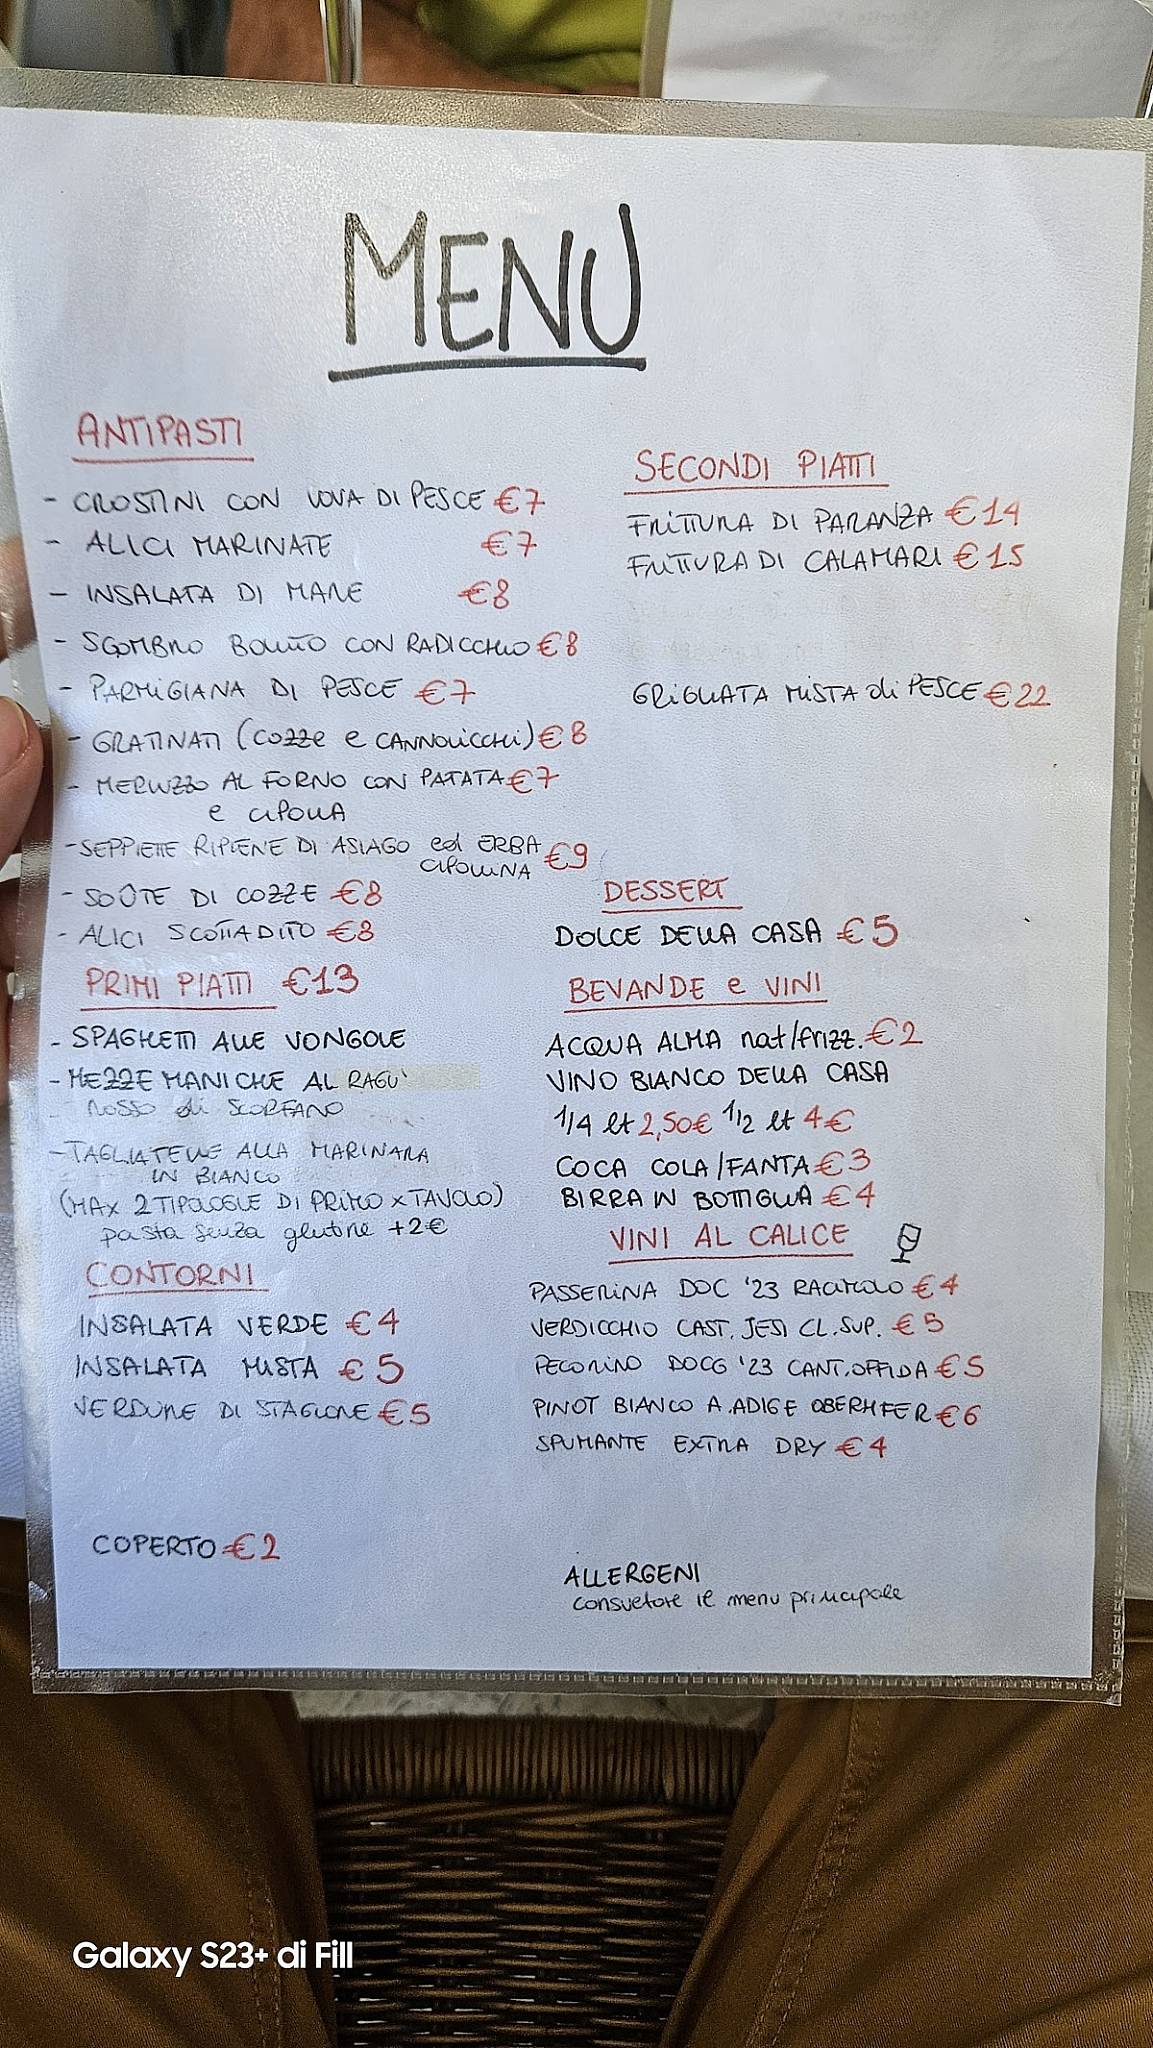 MENU
ANTIPASTI
- CROSTINI CON UOVA DI PESCE €7
- ALICI MARINATE €7
- INSALATA DI MARE €8
- SGOMBRO BOLLITO CON RADICCHIO €8
- PARMIGIANA DI PESCE €7
- GRATINATI (COZZE e CANNOLICCHI) €8
- MERLUZZO AL FORNO CON PATATA €7
e CIPOLLA
- SEPPIETTE RIPIENE DI ASIAGO ed ERBA
CIPOLLINA €9
- SOÛTE DI COZZE €8
- ALICI SCOTTADITO €8
PRIMI PIATTI €13
- SPAGHETTI ALLE VONGOLE
- MEZZE MANICHE AL RAGU'
ROSSO di SCORFANO
- TAGLIATELLE ALLA MARINARA
IN BIANCO
(MAX 2 TIPOLOGIE DI PRIMO x TAVOLO)
pasta senza glutine +2€
CONTORNI
INSALATA VERDE €4
INSALATA MISTA €5
VERDURE DI STAGIONE €5
COPERTO €2
SECONDI PIATTI
FRITTURA DI PARANZA €14
FRITTURA DI CALAMARI €15
GRIGLIATA MISTA di PESCE €22
DESSERT
DOLCE DELLA CASA €5
BEVANDE e VINI
ACQUA ALMA nat/frizz. €2
VINO BIANCO DELLA CASA
1/4 lt 2,50€ 1/2 lt 4€
COCA COLA/FANTA €3
BIRRA IN BOTTIGLIA €4
VINI AL CALICE
PASSERINA DOC '23 RACIMOLO €4
VERDICCHIO CAST. JESI CL. SUP. €5
PECORINO DOCG '23 CANT. OFFIDA €5
PINOT BIANCO A.ADIGE €6
SPUMANTE EXTRA DRY €4
ALLERGENI
consultare il menu principale
Galaxy S23+ di Fill